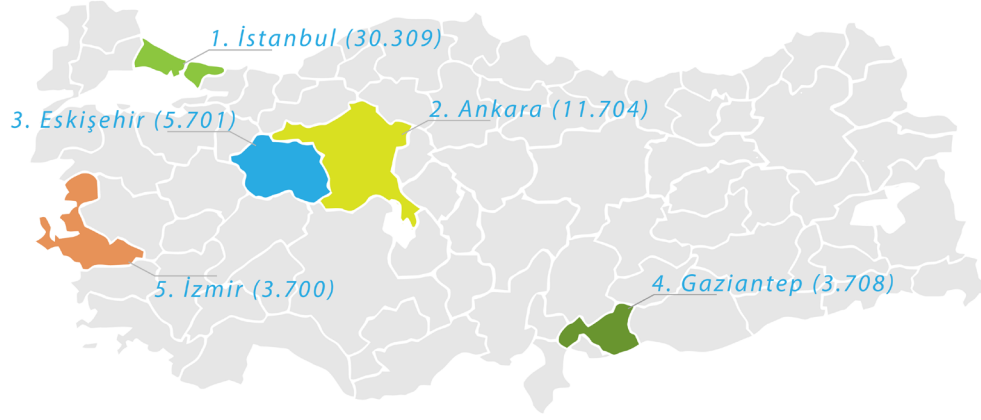 1. İstanbul (30.309)
2. Ankara (11.704)
3. Eskişehir (5.701)
4. Gaziantep (3.708)
5. İzmir (3.700)